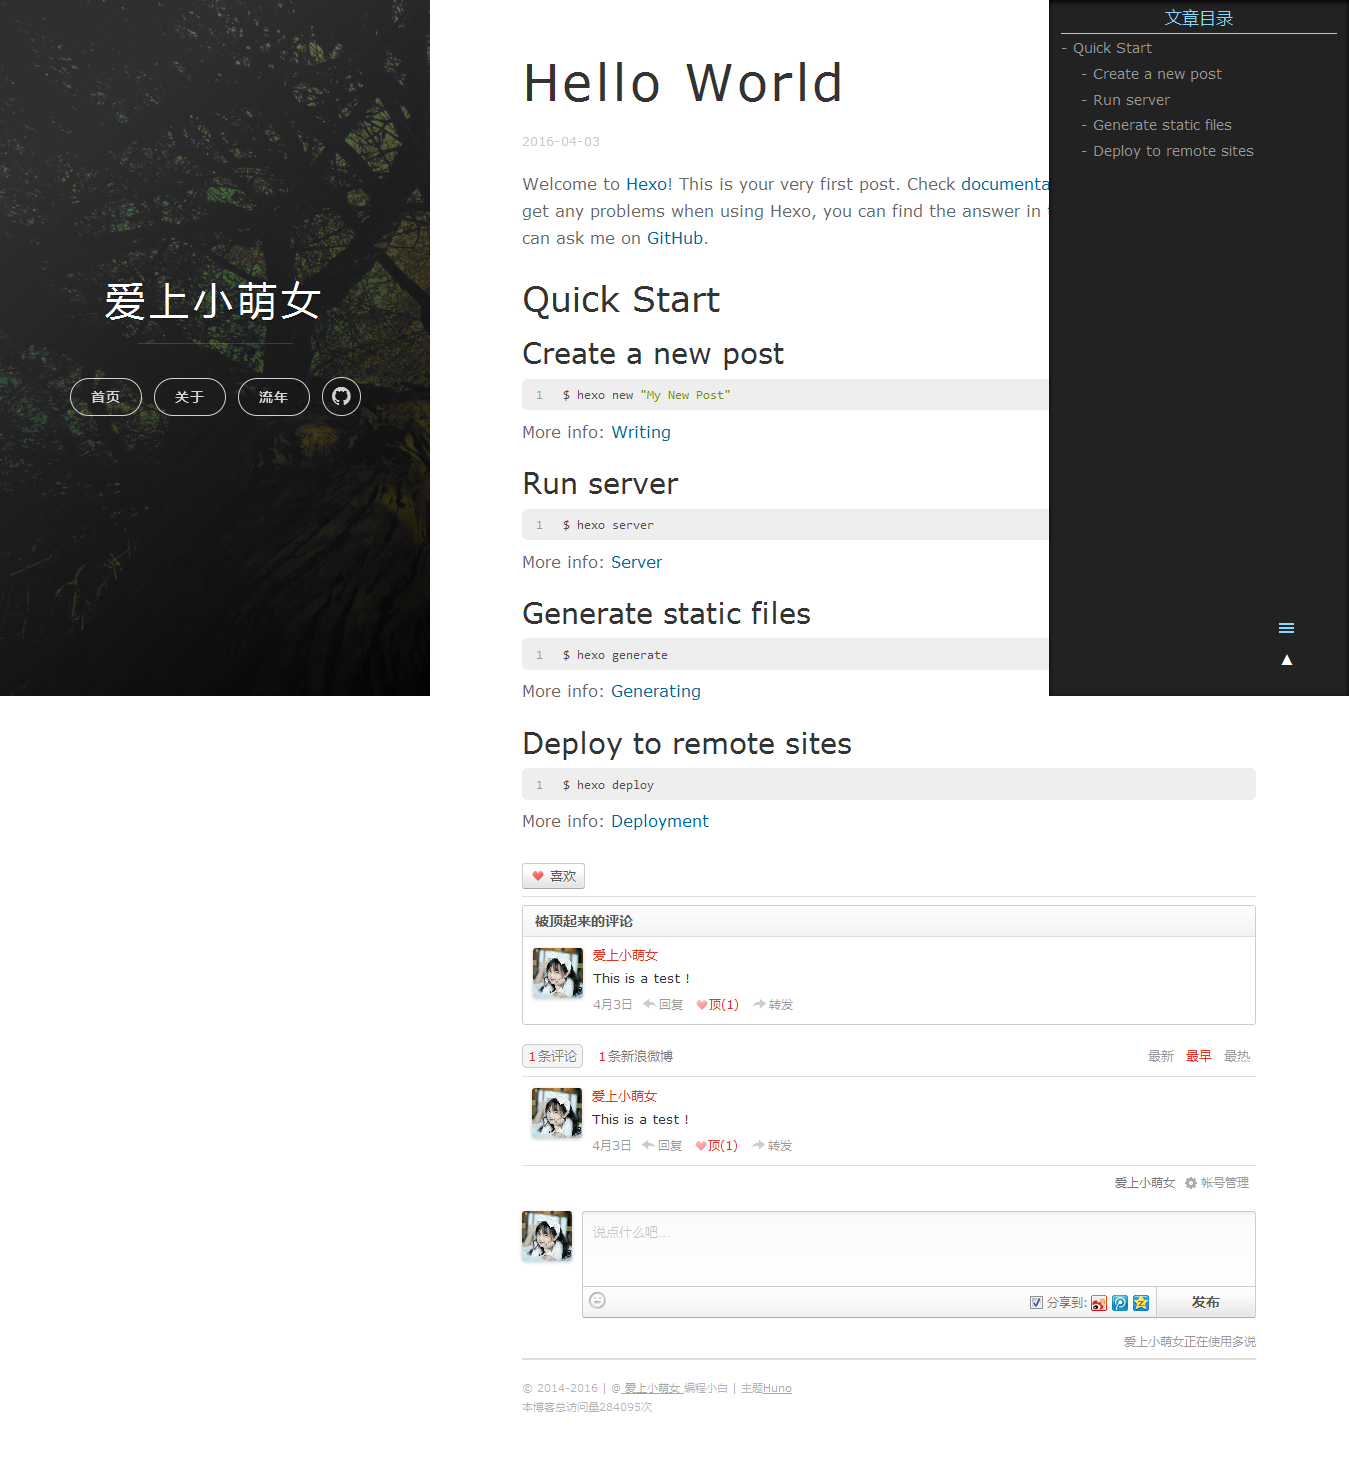 爱上小萌女
首页
关于
流年
Hello World
2016-04-03
Welcome to Hexo! This is your very first post. Check documenta
get any problems when using Hexo, you can find the answer in
can ask me on GitHub.
Quick Start
Create a new post
1 $ hexo new "My New Post"
More info: Writing
Run server
1 $ hexo server
More info: Server
Generate static files
1 $ hexo generate
More info: Generating
Deploy to remote sites
1 $ hexo deploy
More info: Deployment
喜欢
被顶起来的评论
爱上小萌女
This is a test !
4月3日 回复 顶(1) 转发
1条评论 1条新浪微博 最新 最早 最热
爱上小萌女
This is a test !
4月3日 回复 顶(1) 转发
爱上小萌女 帐号管理
说点什么吧...
分享到: 发布
爱上小萌女正在使用多说
© 2014-2016 | @ 爱上小萌女 编程小白 | 主题Huno
本博客总访问量284095次
文章目录
- Quick Start
- Create a new post
- Run server
- Generate static files
- Deploy to remote sites
▲